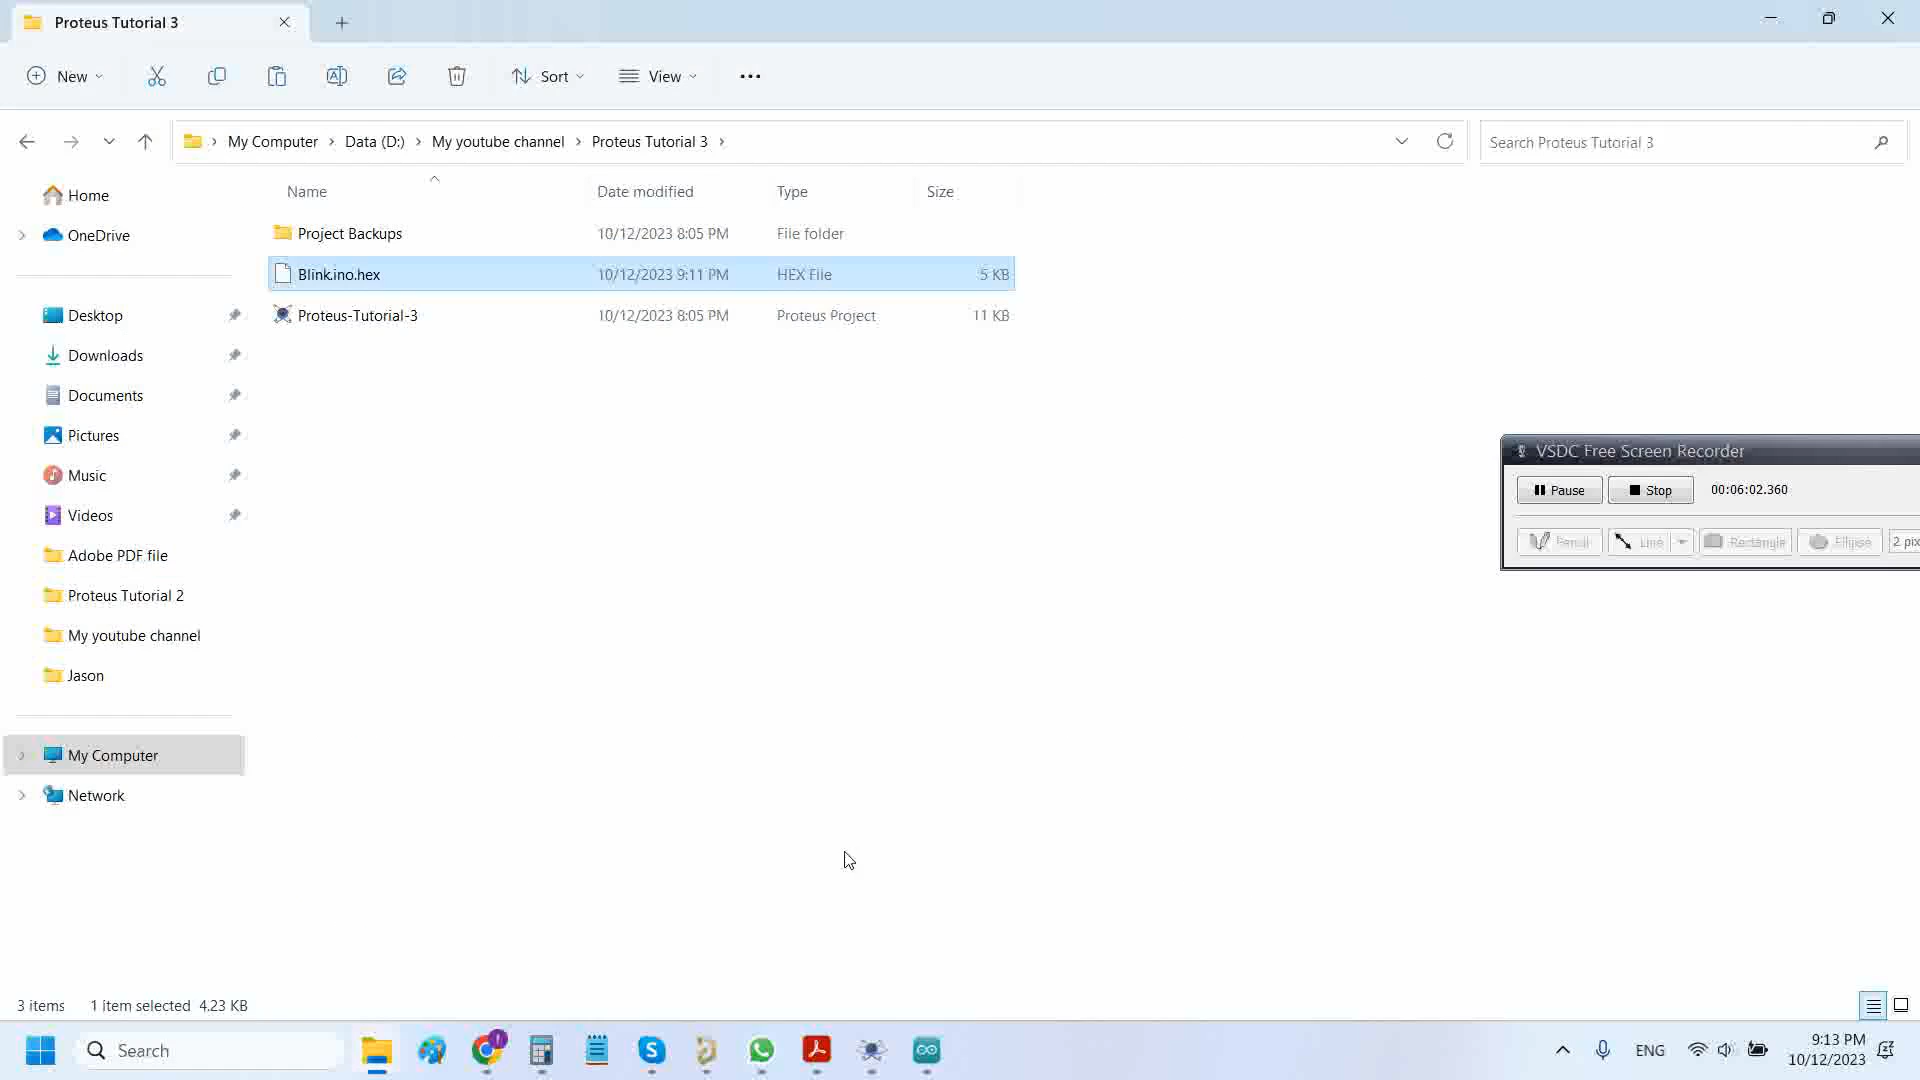 Proteus Tutorial 3
New
Sort
View
My Computer
Data (D:)
My youtube channel
Proteus Tutorial 3
Search Proteus Tutorial 3
Name
Date modified
Type
Size
Project Backups
10/12/2023 8:05 PM
File folder
Blink.ino.hex
10/12/2023 9:11 PM
HEX File
5 KB
Proteus-Tutorial-3
10/12/2023 8:05 PM
Proteus Project
11 KB
Home
OneDrive
Desktop
Downloads
Documents
Pictures
Music
Videos
Adobe PDF file
Proteus Tutorial 2
My youtube channel
Jason
My Computer
Network
VSDC Free Screen Recorder
Pause
Stop
00:06:02.360
Pencil
Line
Rectangle
Ellipse
2 pix
3 items
1 item selected 4.23 KB
Search
ENG
9:13 PM
10/12/2023